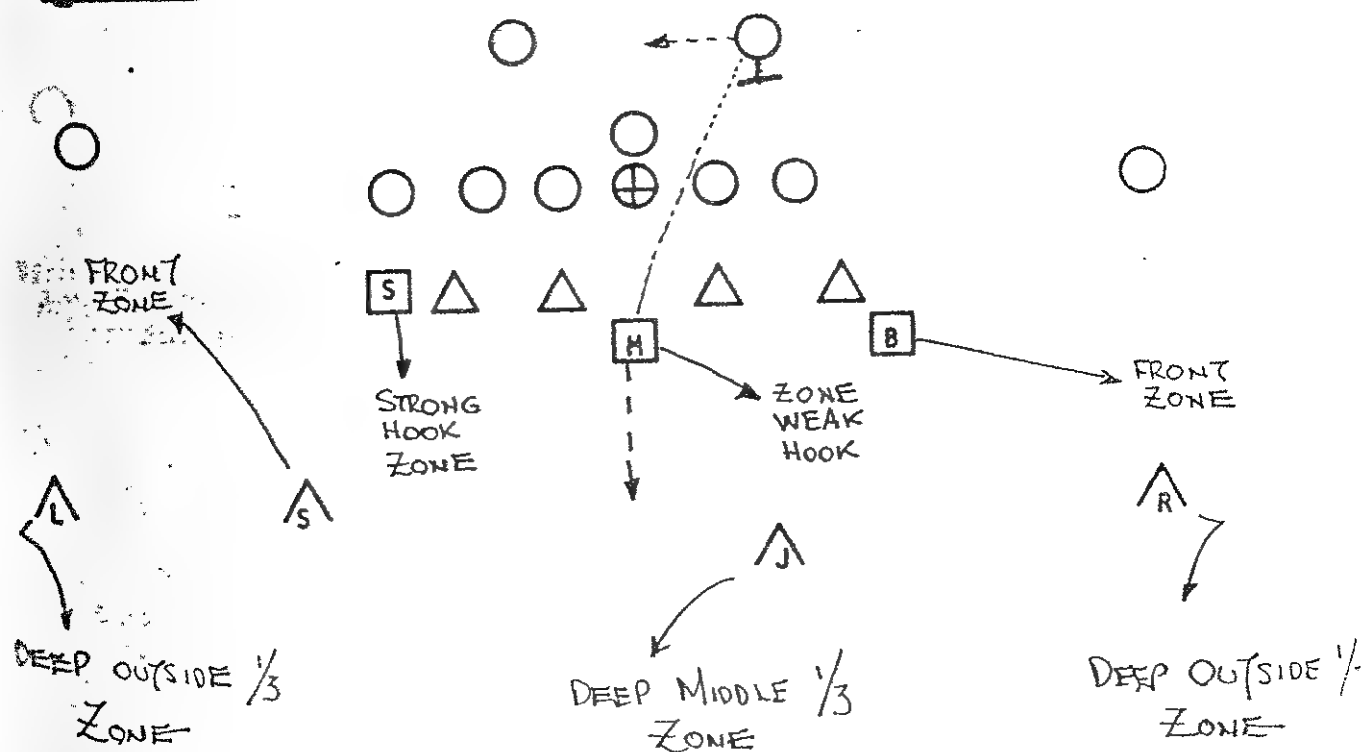 FRONT
ZONE
S
M
B
STRONG
HOOK
ZONE
ZONE
WEAK
HOOK
FRONT
ZONE
L
S
J
R
DEEP OUTSIDE 1/3
ZONE
DEEP MIDDLE 1/3
ZONE
DEEP OUTSIDE 1/
ZONE